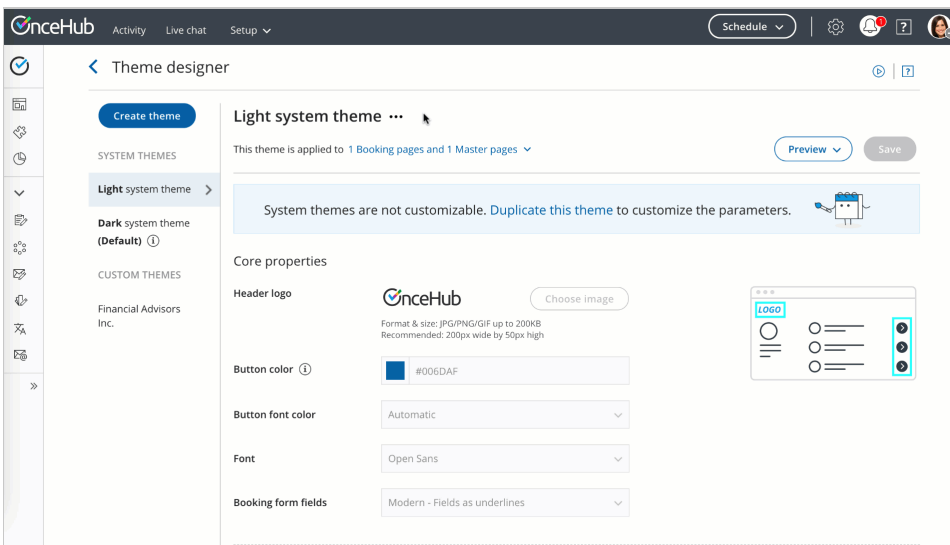 OnceHub Activity Live chat Setup Schedule 1 ?
Theme designer ?
Create theme
SYSTEM THEMES
Light system theme
Dark system theme
(Default) i
CUSTOM THEMES
Financial Advisors
Inc.
Light system theme ...
This theme is applied to 1 Booking pages and 1 Master pages
Preview
Save
System themes are not customizable. Duplicate this theme to customize the parameters.
Core properties
Header logo
OnceHub
Choose image
Format & size: JPG/PNG/GIF up to 200KB
Recommended: 200px wide by 50px high
LOGO
Button color i
#006DAF
Button font color
Automatic
Font
Open Sans
Booking form fields
Modern - Fields as underlines